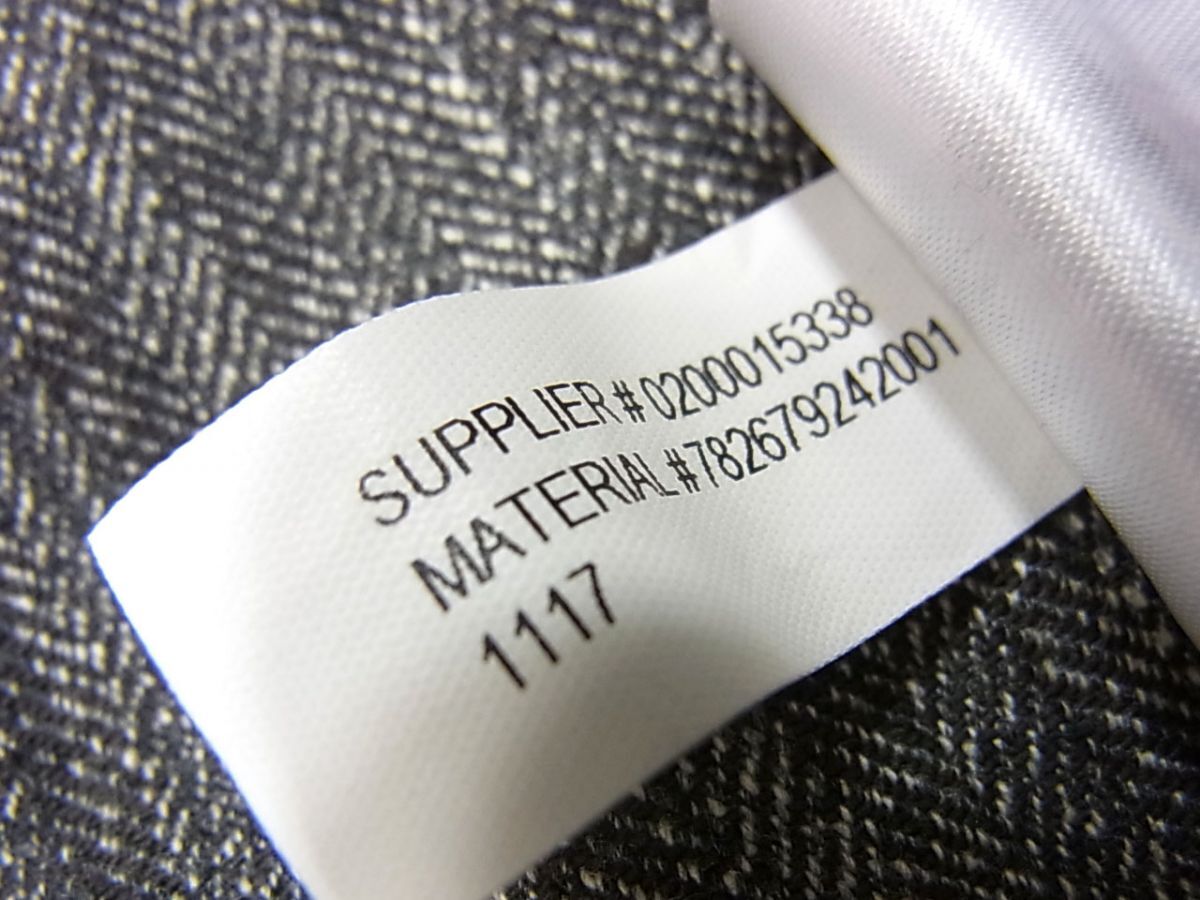 SUPPLIER # 0200015338
MATERIAL #782679242001
1117